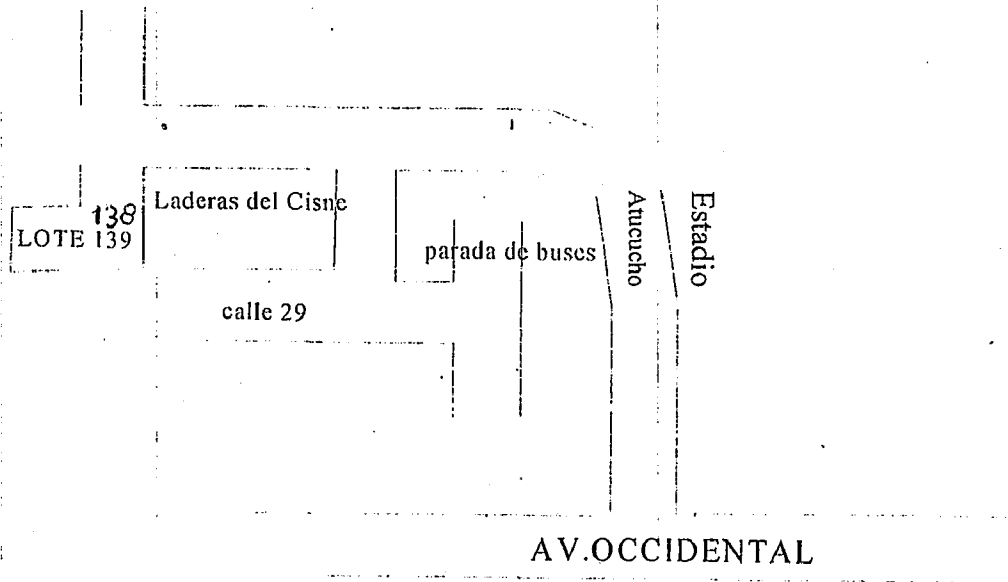 138
LOTE 139
Laderas del Cisne
calle 29
parada de buses
Atucucho
Estadio
AV.OCCIDENTAL